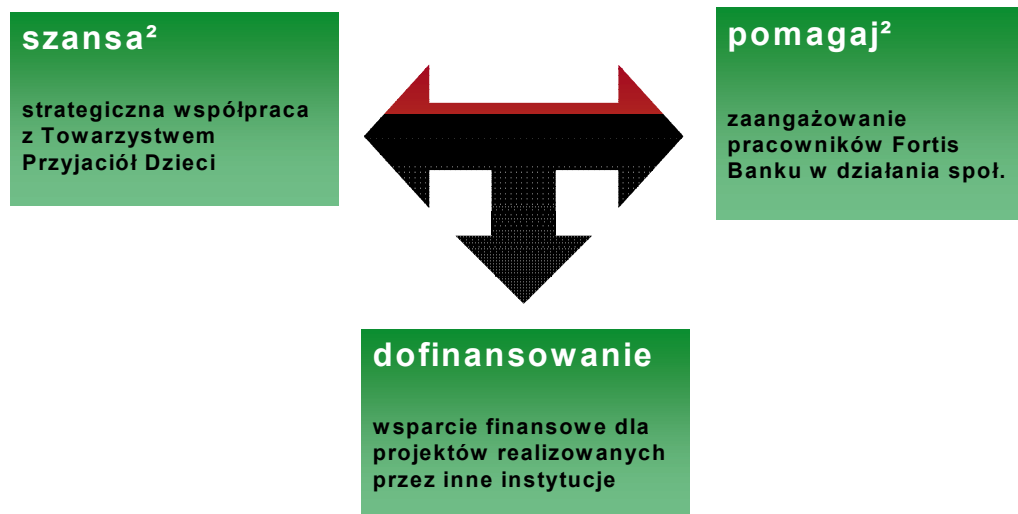 szansa²
strategiczna współpraca
z Towarzystwem
Przyjaciół Dzieci
pomagaj²
zaangażowanie
pracowników Fortis
Banku w działania społ.
dofinansowanie
wsparcie finansowe dla
projektów realizowanych
przez inne instytucje